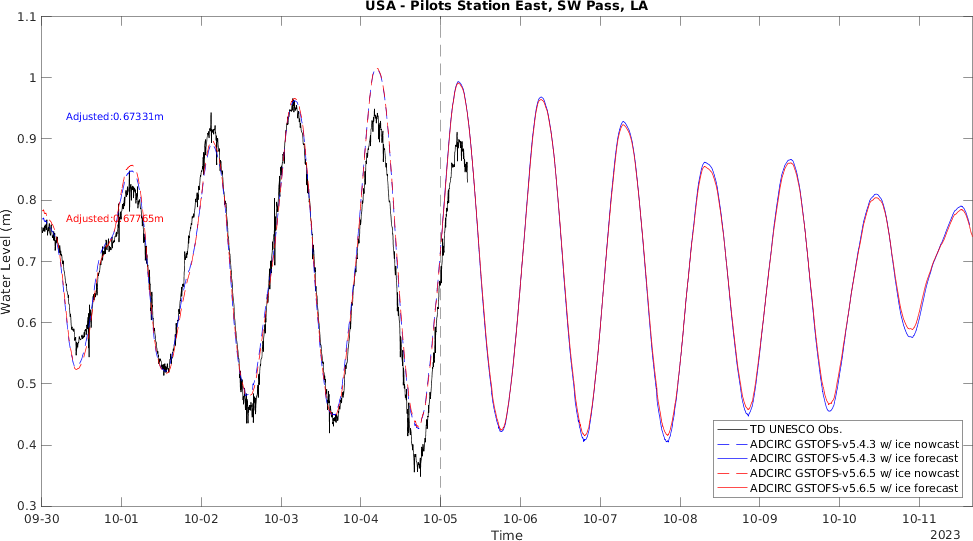 USA - Pilots Station East, SW Pass, LA
1.1
1
0.9
0.8
0.7
0.6
0.5
0.4
0.3
Water Level (m)
Adjusted:0.67331m
Adjusted:0.67765m
TD UNESCO Obs.
ADCIRC GSTOFS-v5.4.3 w/ ice nowcast
ADCIRC GSTOFS-v5.4.3 w/ ice forecast
ADCIRC GSTOFS-v5.6.5 w/ ice nowcast
ADCIRC GSTOFS-v5.6.5 w/ ice forecast
09-30 10-01 10-02 10-03 10-04 10-05 10-06 10-07 10-08 10-09 10-10 10-11
Time
2023